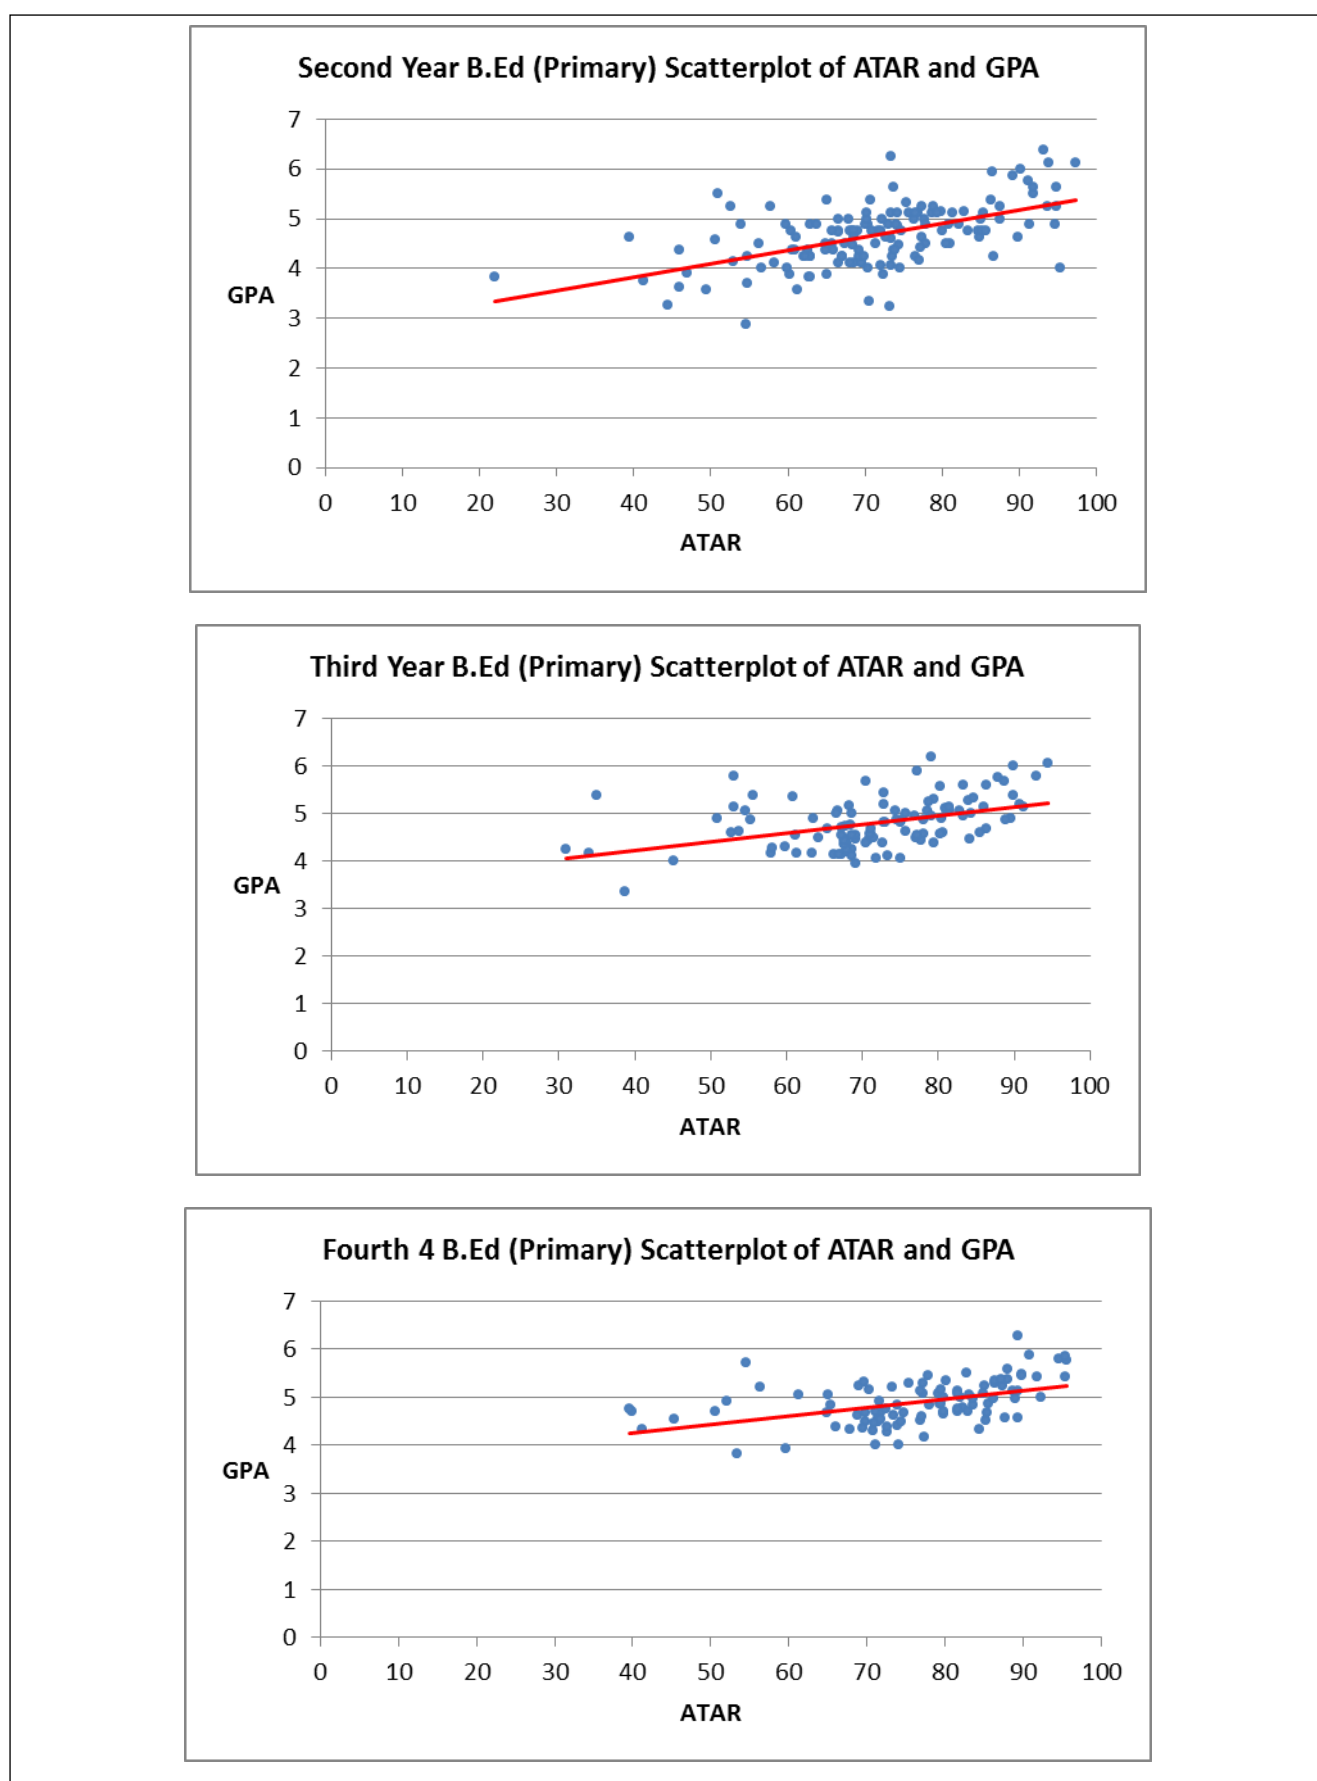 Second Year B.Ed (Primary) Scatterplot of ATAR and GPA
7
6
5
4
GPA
3
2
1
0
0 10 20 30 40 50 60 70 80 90 100
ATAR
Third Year B.Ed (Primary) Scatterplot of ATAR and GPA
7
6
5
4
GPA
3
2
1
0
0 10 20 30 40 50 60 70 80 90 100
ATAR
Fourth 4 B.Ed (Primary) Scatterplot of ATAR and GPA
7
6
5
4
GPA
3
2
1
0
0 10 20 30 40 50 60 70 80 90 100
ATAR